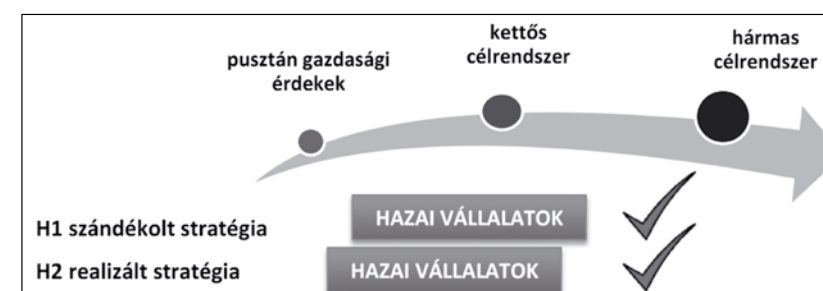 pusztán gazdasági
érdekek
kettős
célrendszer
hármas
célrendszer
H1 szándékolt stratégia
HAZAI VÁLLALATOK
H2 realizált stratégia
HAZAI VÁLLALATOK